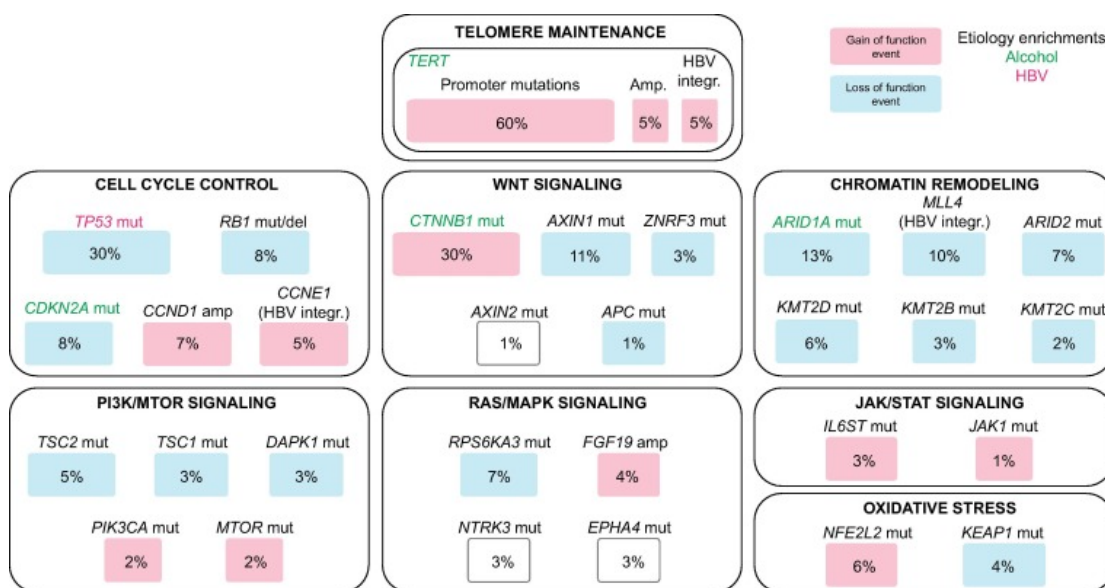 TELOMERE MAINTENANCE
TERT
Promoter mutations
Amp.
HBV
integr.
60%
5%
5%
Gain of function
event
Loss of function
event
Etiology enrichments
Alcohol
HBV
CELL CYCLE CONTROL
TP53 mut
RB1 mut/del
30%
8%
CDKN2A mut
CCND1 amp
CCNE1
(HBV integr.)
8%
7%
5%
WNT SIGNALING
CTNNB1 mut
AXIN1 mut
ZNRF3 mut
30%
11%
3%
AXIN2 mut
APC mut
1%
1%
CHROMATIN REMODELING
ARID1A mut
MLL4
(HBV integr.)
ARID2 mut
13%
10%
7%
KMT2D mut
KMT2B mut
KMT2C mut
6%
3%
2%
PI3K/MTOR SIGNALING
TSC2 mut
TSC1 mut
DAPK1 mut
5%
3%
3%
PIK3CA mut
MTOR mut
2%
2%
RAS/MAPK SIGNALING
RPS6KA3 mut
FGF19 amp
7%
4%
NTRK3 mut
EPHA4 mut
3%
3%
JAK/STAT SIGNALING
IL6ST mut
JAK1 mut
3%
1%
OXIDATIVE STRESS
NFE2L2 mut
KEAP1 mut
6%
4%